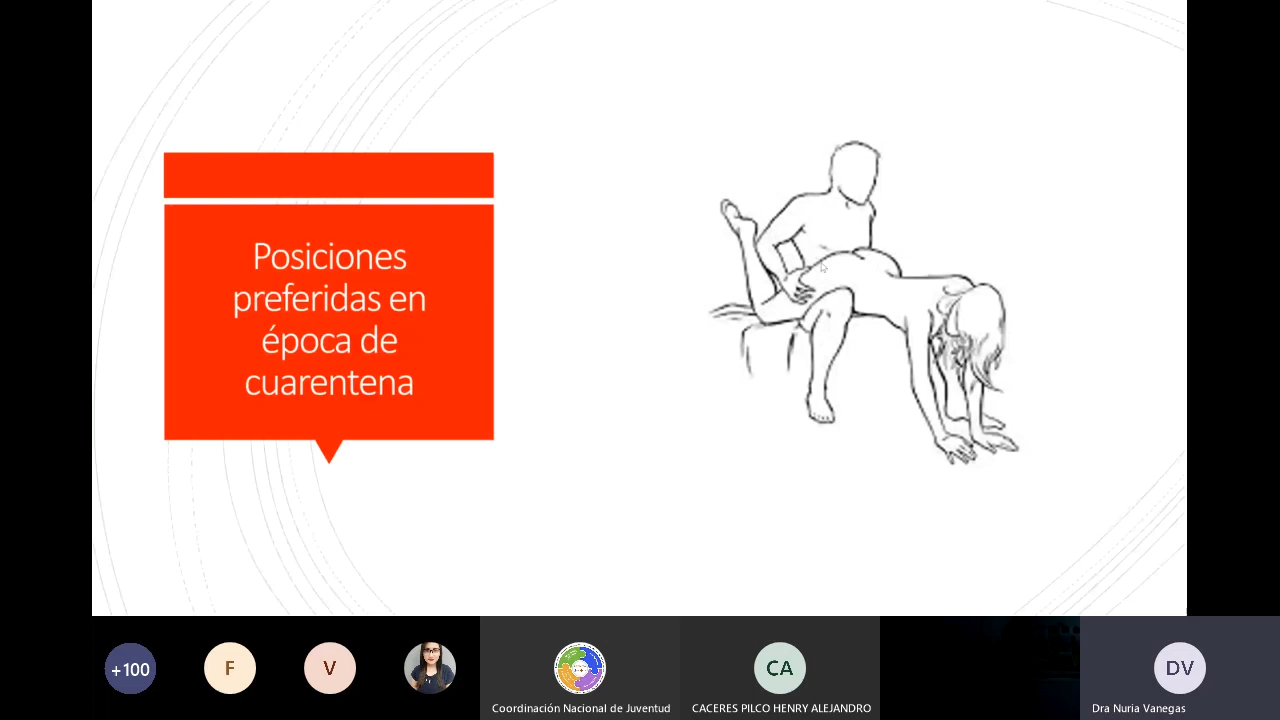 Posiciones
preferidas en
época de
cuarentena
+100
F
V
CA
DV
Coordinación Nacional de Juventud
CACERES PILCO HENRY ALEJANDRO
Dra Nuria Vanegas